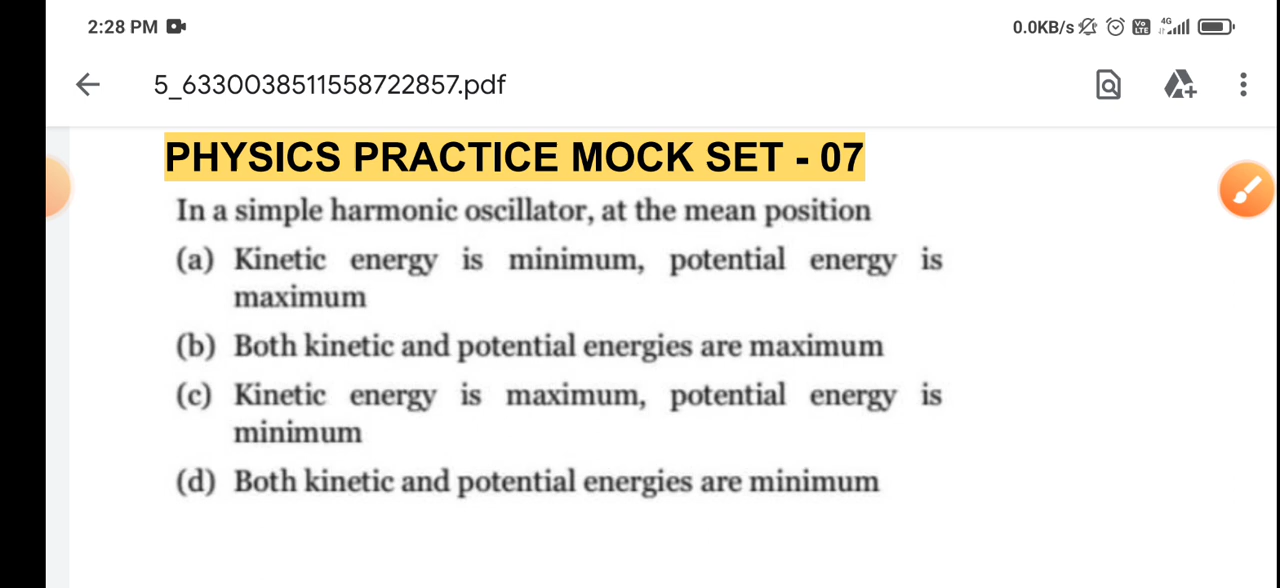 2:28 PM
0.0KB/s Vo LTE 4G
5_6330038511558722857.pdf
PHYSICS PRACTICE MOCK SET - 07
In a simple harmonic oscillator, at the mean position
(a) Kinetic energy is minimum, potential energy is
maximum
(b) Both kinetic and potential energies are maximum
(c) Kinetic energy is maximum, potential energy is
minimum
(d) Both kinetic and potential energies are minimum